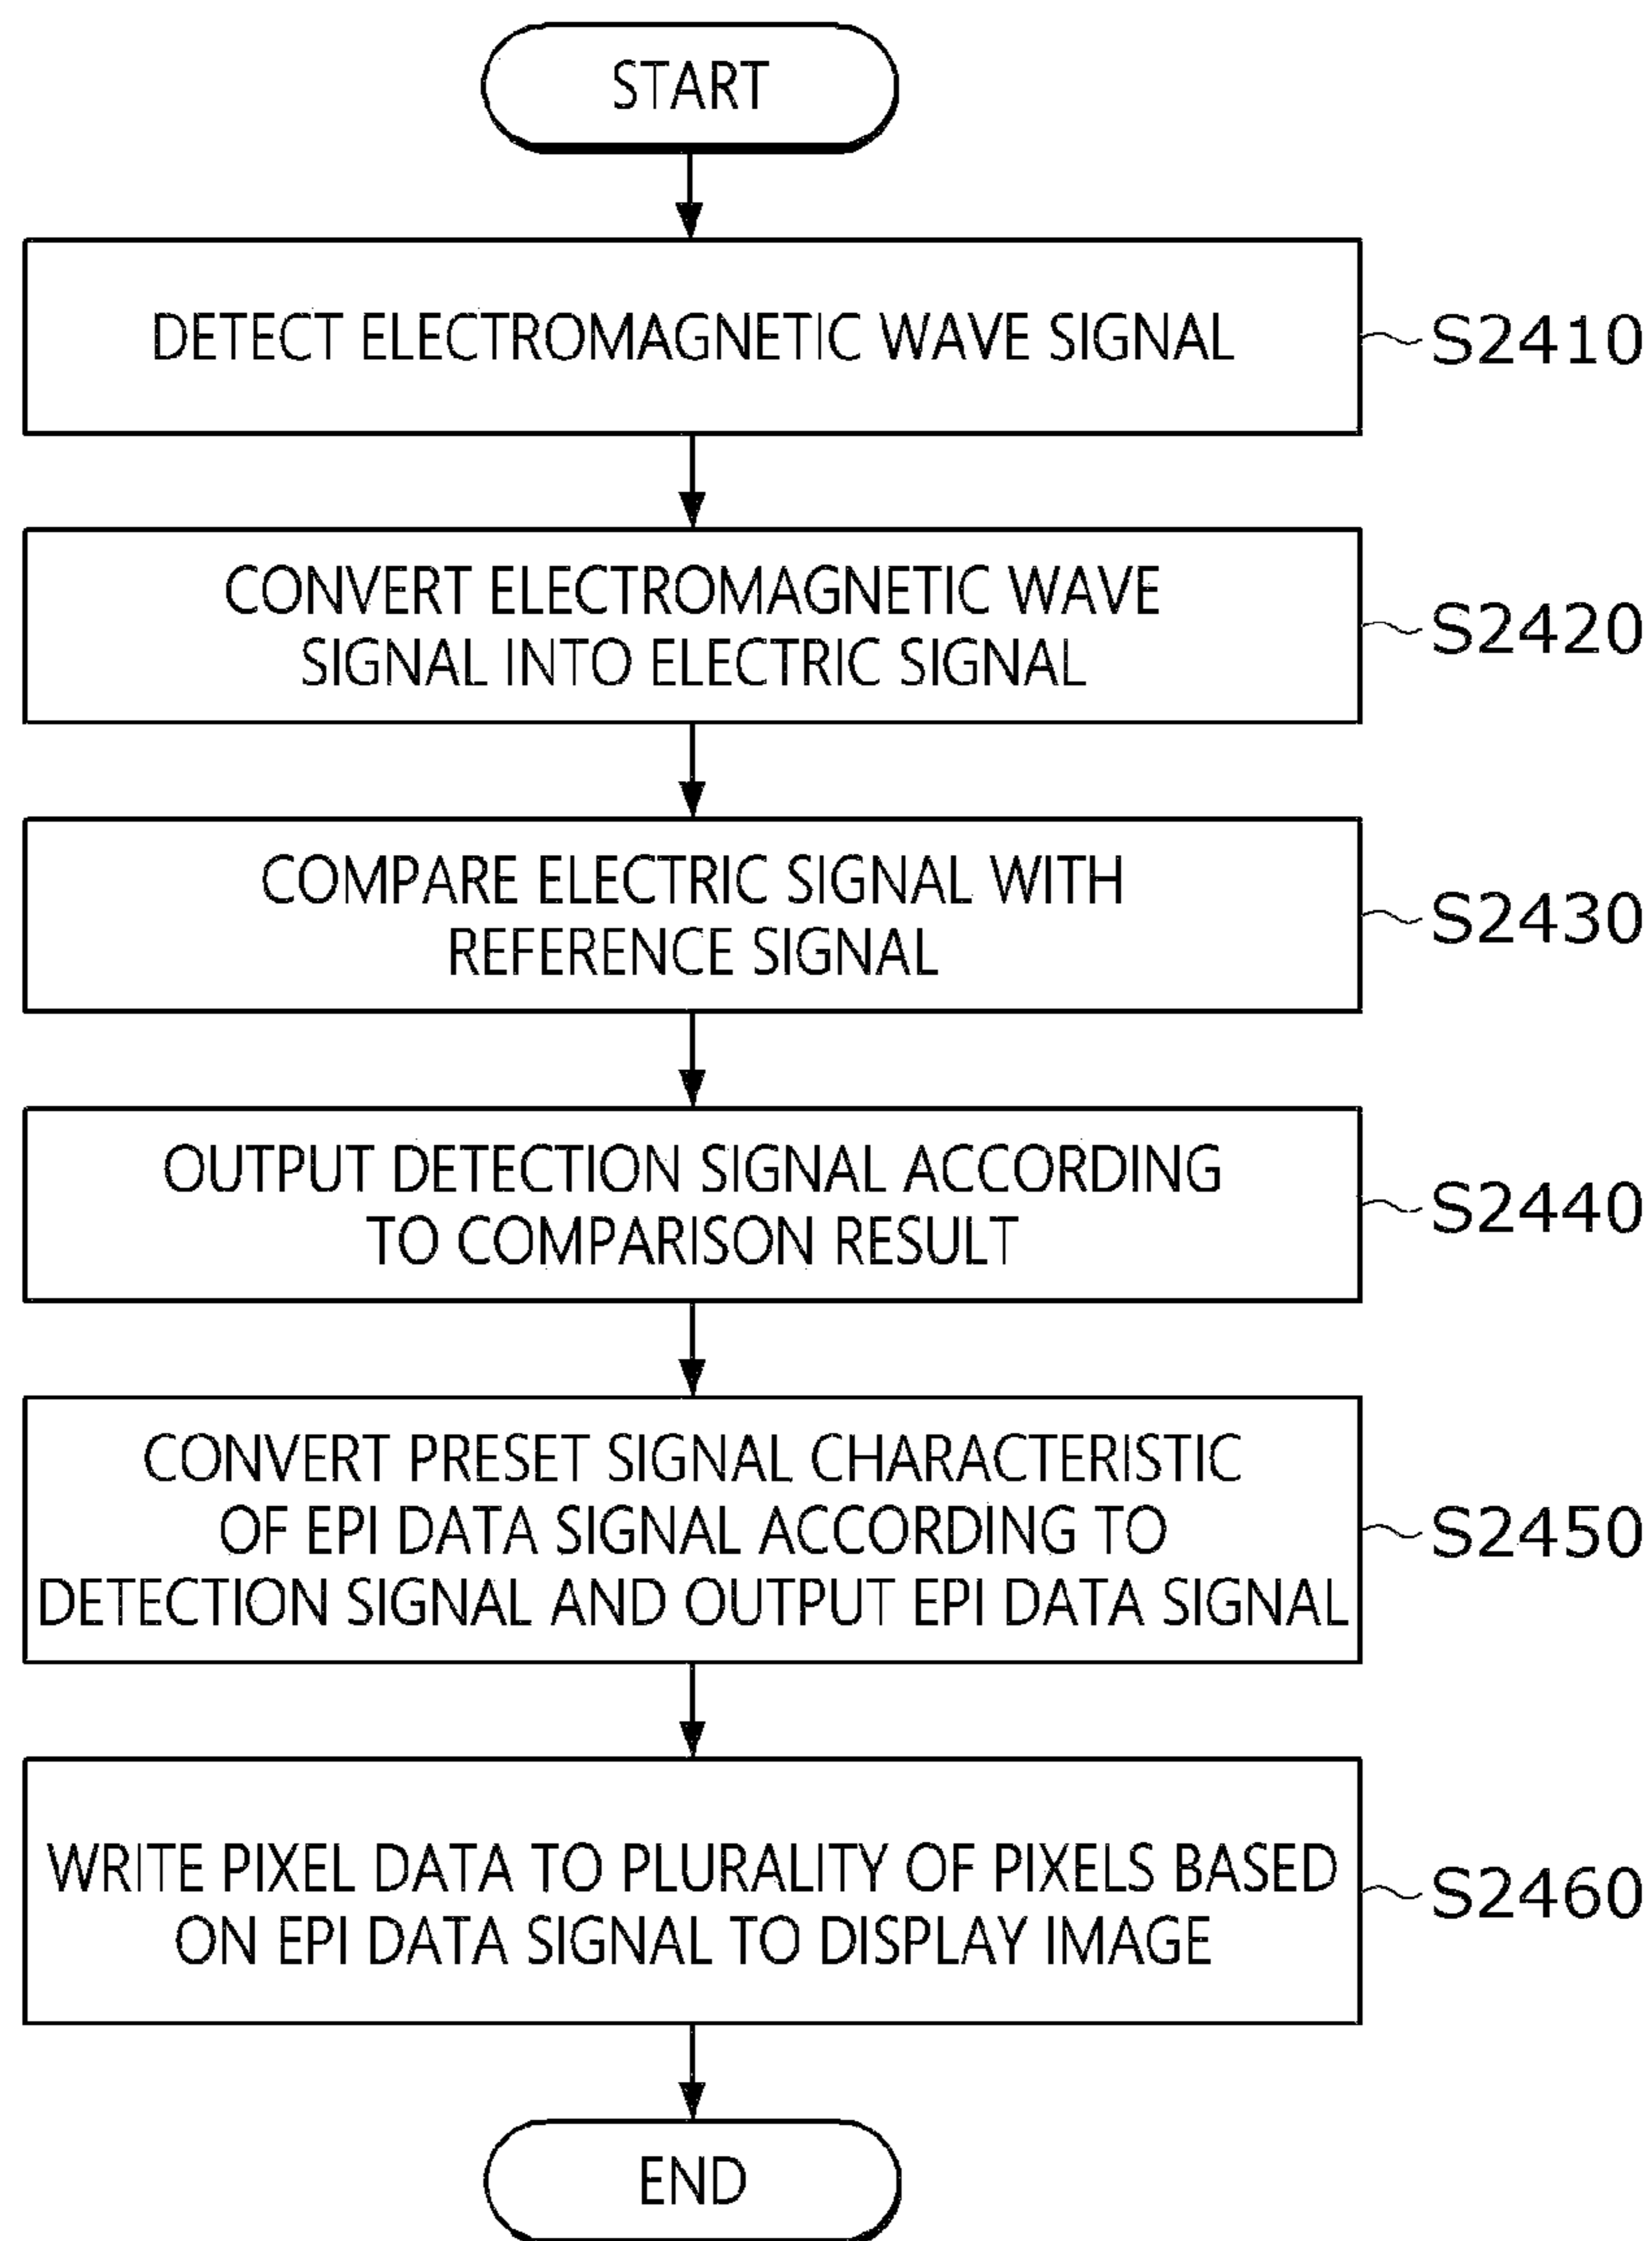 START
DETECT ELECTROMAGNETIC WAVE SIGNAL
S2410
CONVERT ELECTROMAGNETIC WAVE
SIGNAL INTO ELECTRIC SIGNAL
S2420
COMPARE ELECTRIC SIGNAL WITH
REFERENCE SIGNAL
S2430
OUTPUT DETECTION SIGNAL ACCORDING
TO COMPARISON RESULT
S2440
CONVERT PRESET SIGNAL CHARACTERISTIC
OF EPI DATA SIGNAL ACCORDING TO
DETECTION SIGNAL AND OUTPUT EPI DATA SIGNAL
S2450
WRITE PIXEL DATA TO PLURALITY OF PIXELS BASED
ON EPI DATA SIGNAL TO DISPLAY IMAGE
S2460
END